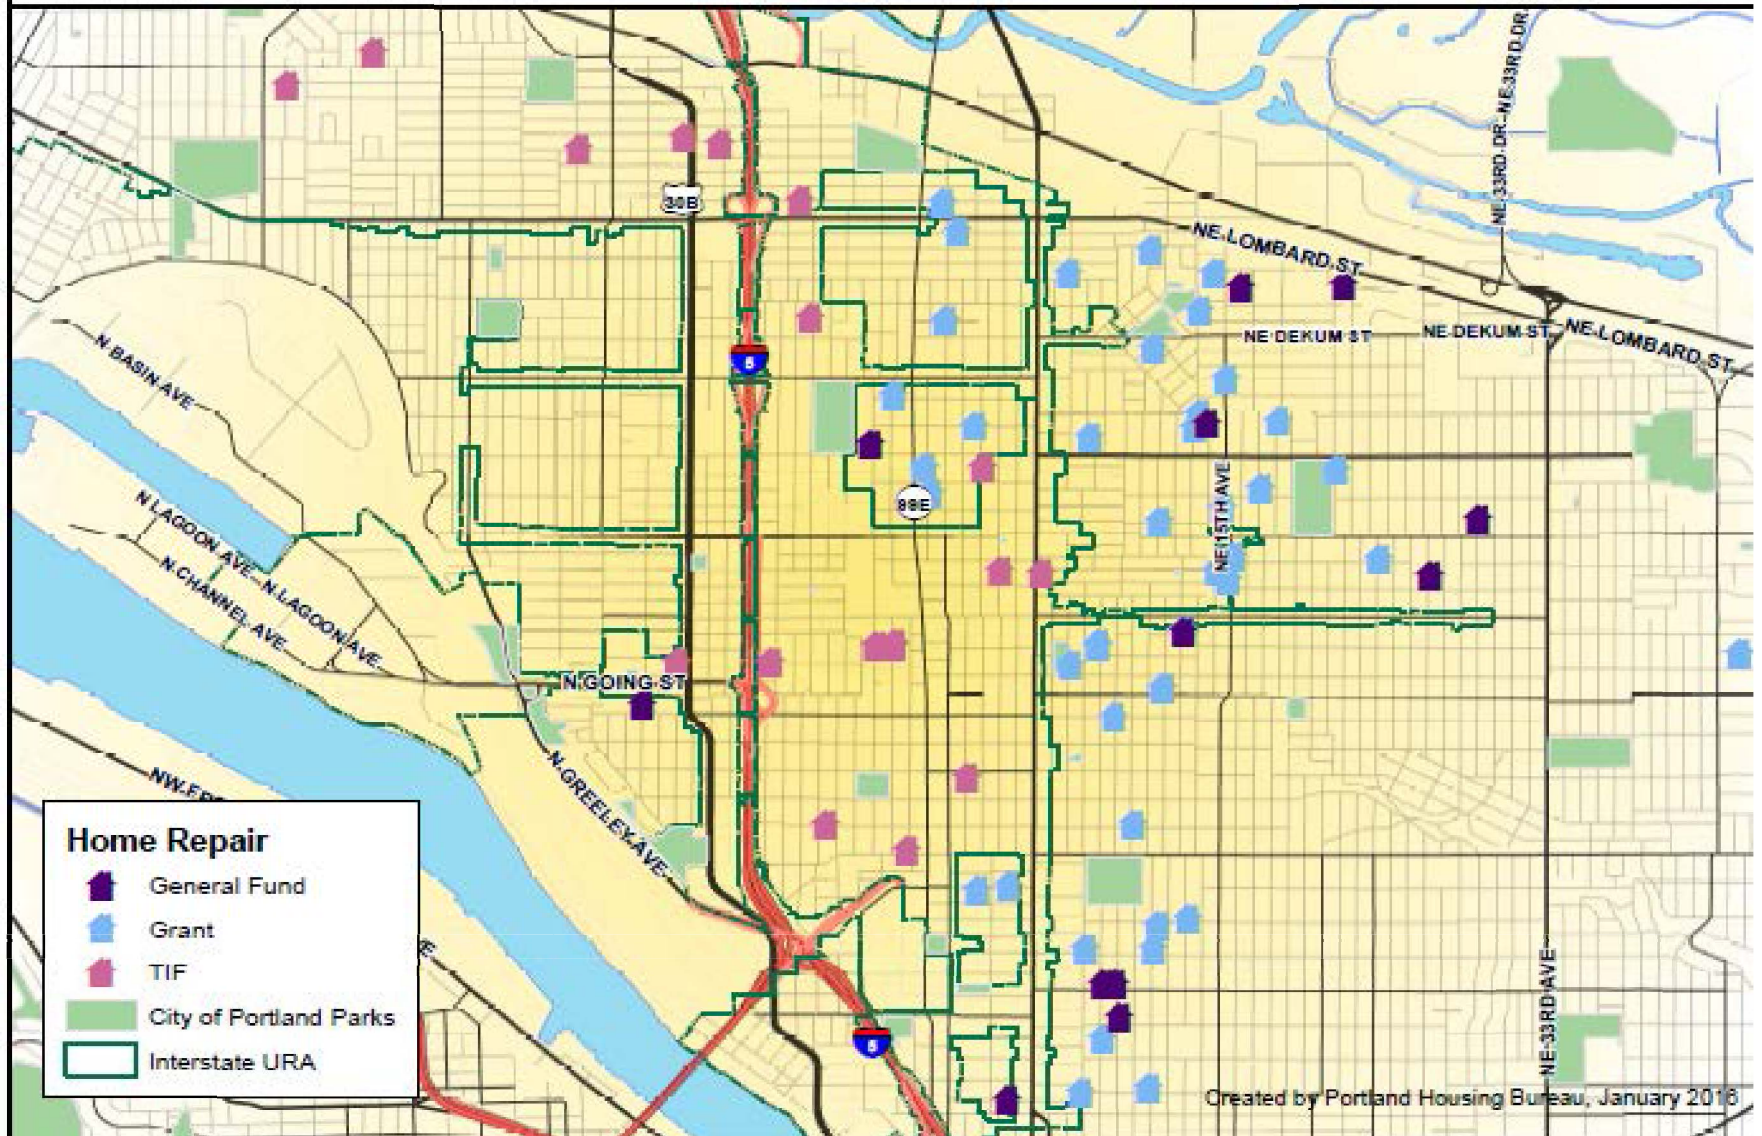 NE 33RD DR
NE 33RD DR
30B
NE LOMBARD ST
NE DEKUM ST
NE DEKUM ST
NE LOMBARD ST
5
N BASIN AVE
99E
NE 15TH AVE
N LAGOON AVE
N LAGOON AVE
N CHANNEL AVE
N GOING ST
N GREELEY AVE
NE 33RD AVE
5
Home Repair
General Fund
Grant
TIF
City of Portland Parks
Interstate URA
Created by Portland Housing Bureau, January 2016